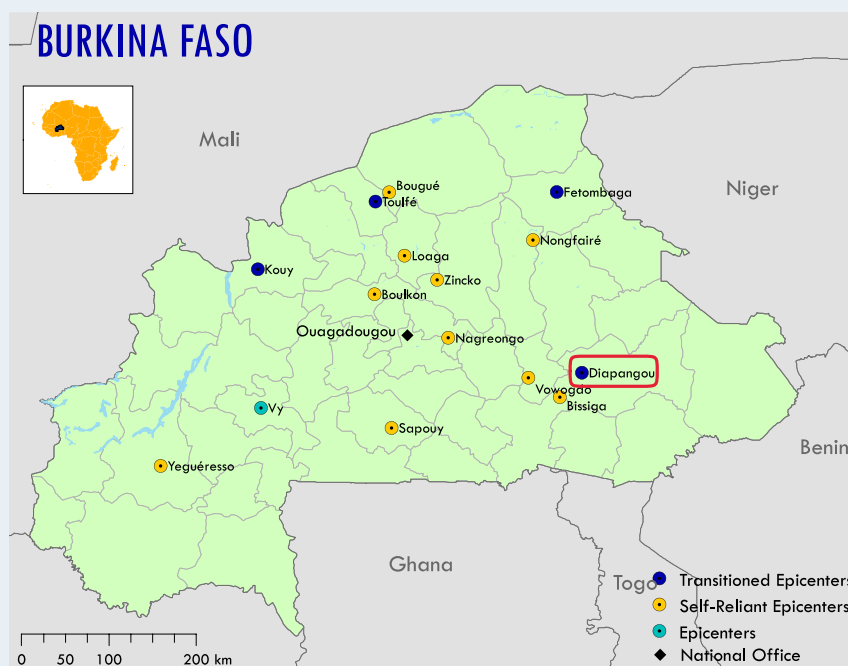 BURKINA FASO
Mali
Niger
Bougué
Toulfé
Fetombaga
Nongfairé
Loaga
Kouy
Zincko
Boulkon
Ouagadougou
Nagreongo
Diapangou
Vowogdo
Bissiga
Vy
Sapouy
Yeguéresso
Benin
Ghana
Togo
Transitioned Epicenters
Self-Reliant Epicenters
Epicenters
National Office
0 50 100 200 km